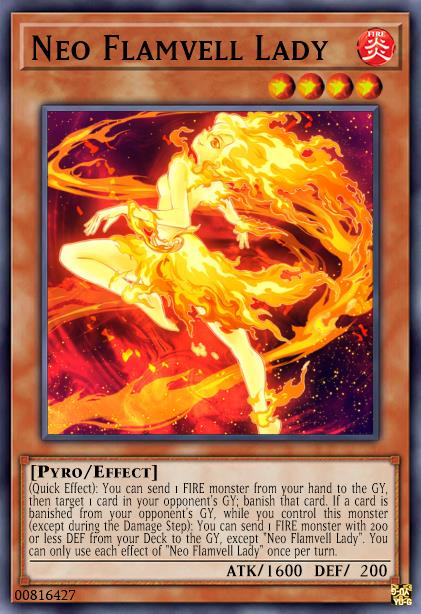 Neo Flamvell Lady
FIRE
炎
[Pyro/Effect]
(Quick Effect): You can send 1 FIRE monster from your hand to the GY,
then target 1 card in your opponent's GY; banish that card. If a card is
banished from your opponent's GY, while you control this monster
(except during the Damage Step): You can send 1 FIRE monster with 200
or less DEF from your Deck to the GY, except "Neo Flamvell Lady". You
can only use each effect of "Neo Flamvell Lady" once per turn.
ATK/1600 DEF/ 200
00816427